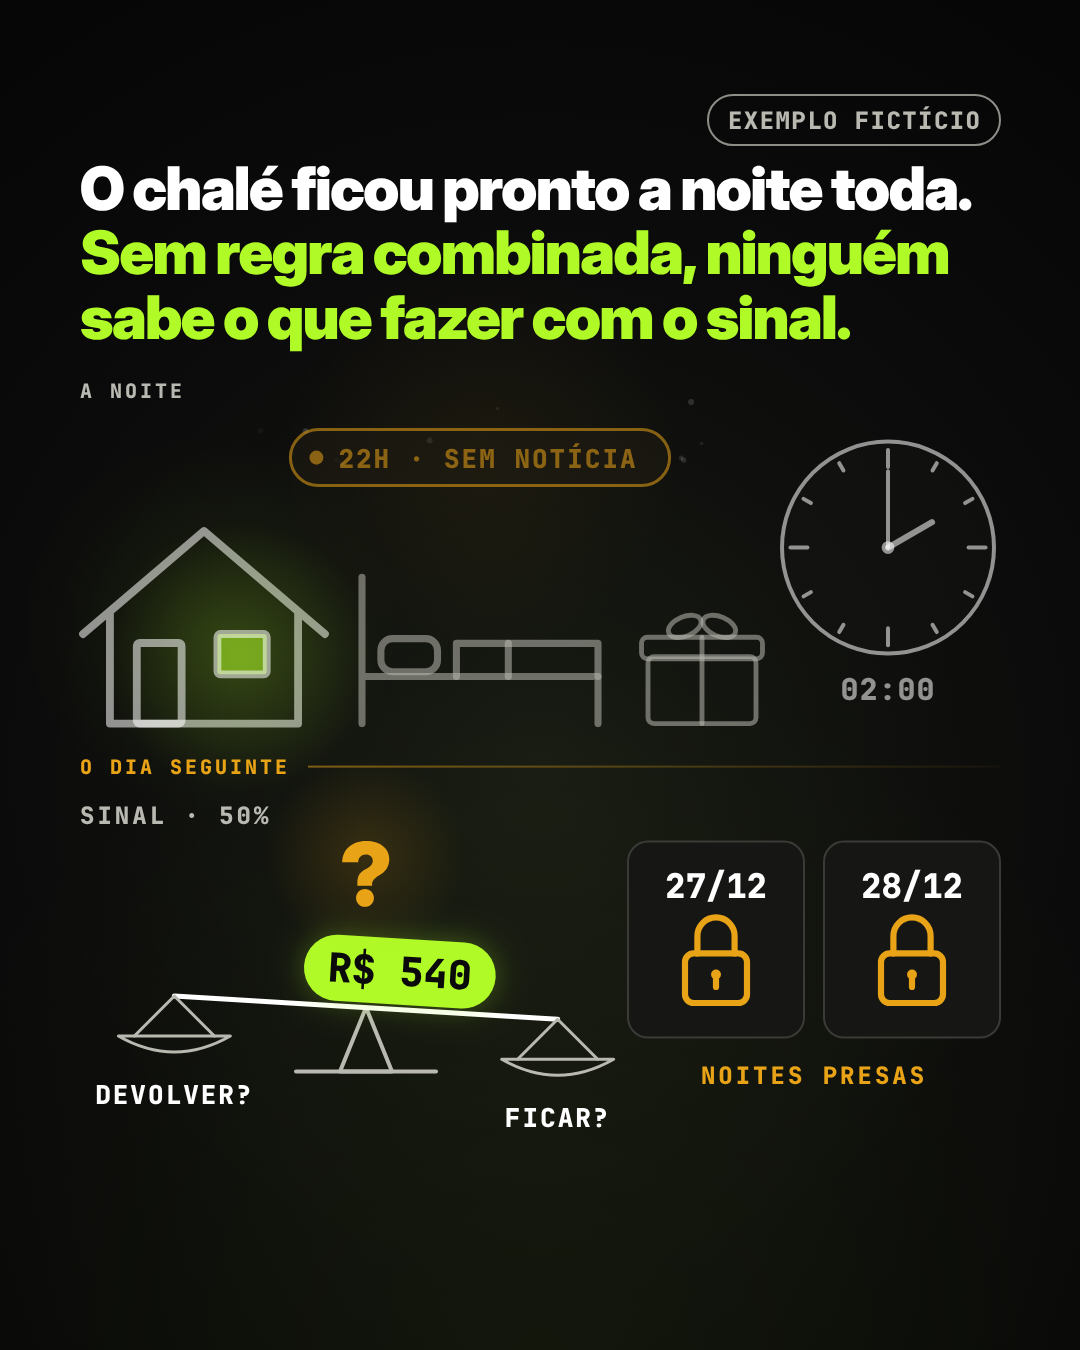 EXEMPLO FICTÍCIO
O chalé ficou pronto a noite toda.
Sem regra combinada, ninguém
sabe o que fazer com o sinal.
A NOITE
22H · SEM NOTÍCIA
02:00
O DIA SEGUINTE
SINAL · 50%
?
R$ 540
DEVOLVER?
FICAR?
27/12
28/12
NOITES PRESAS